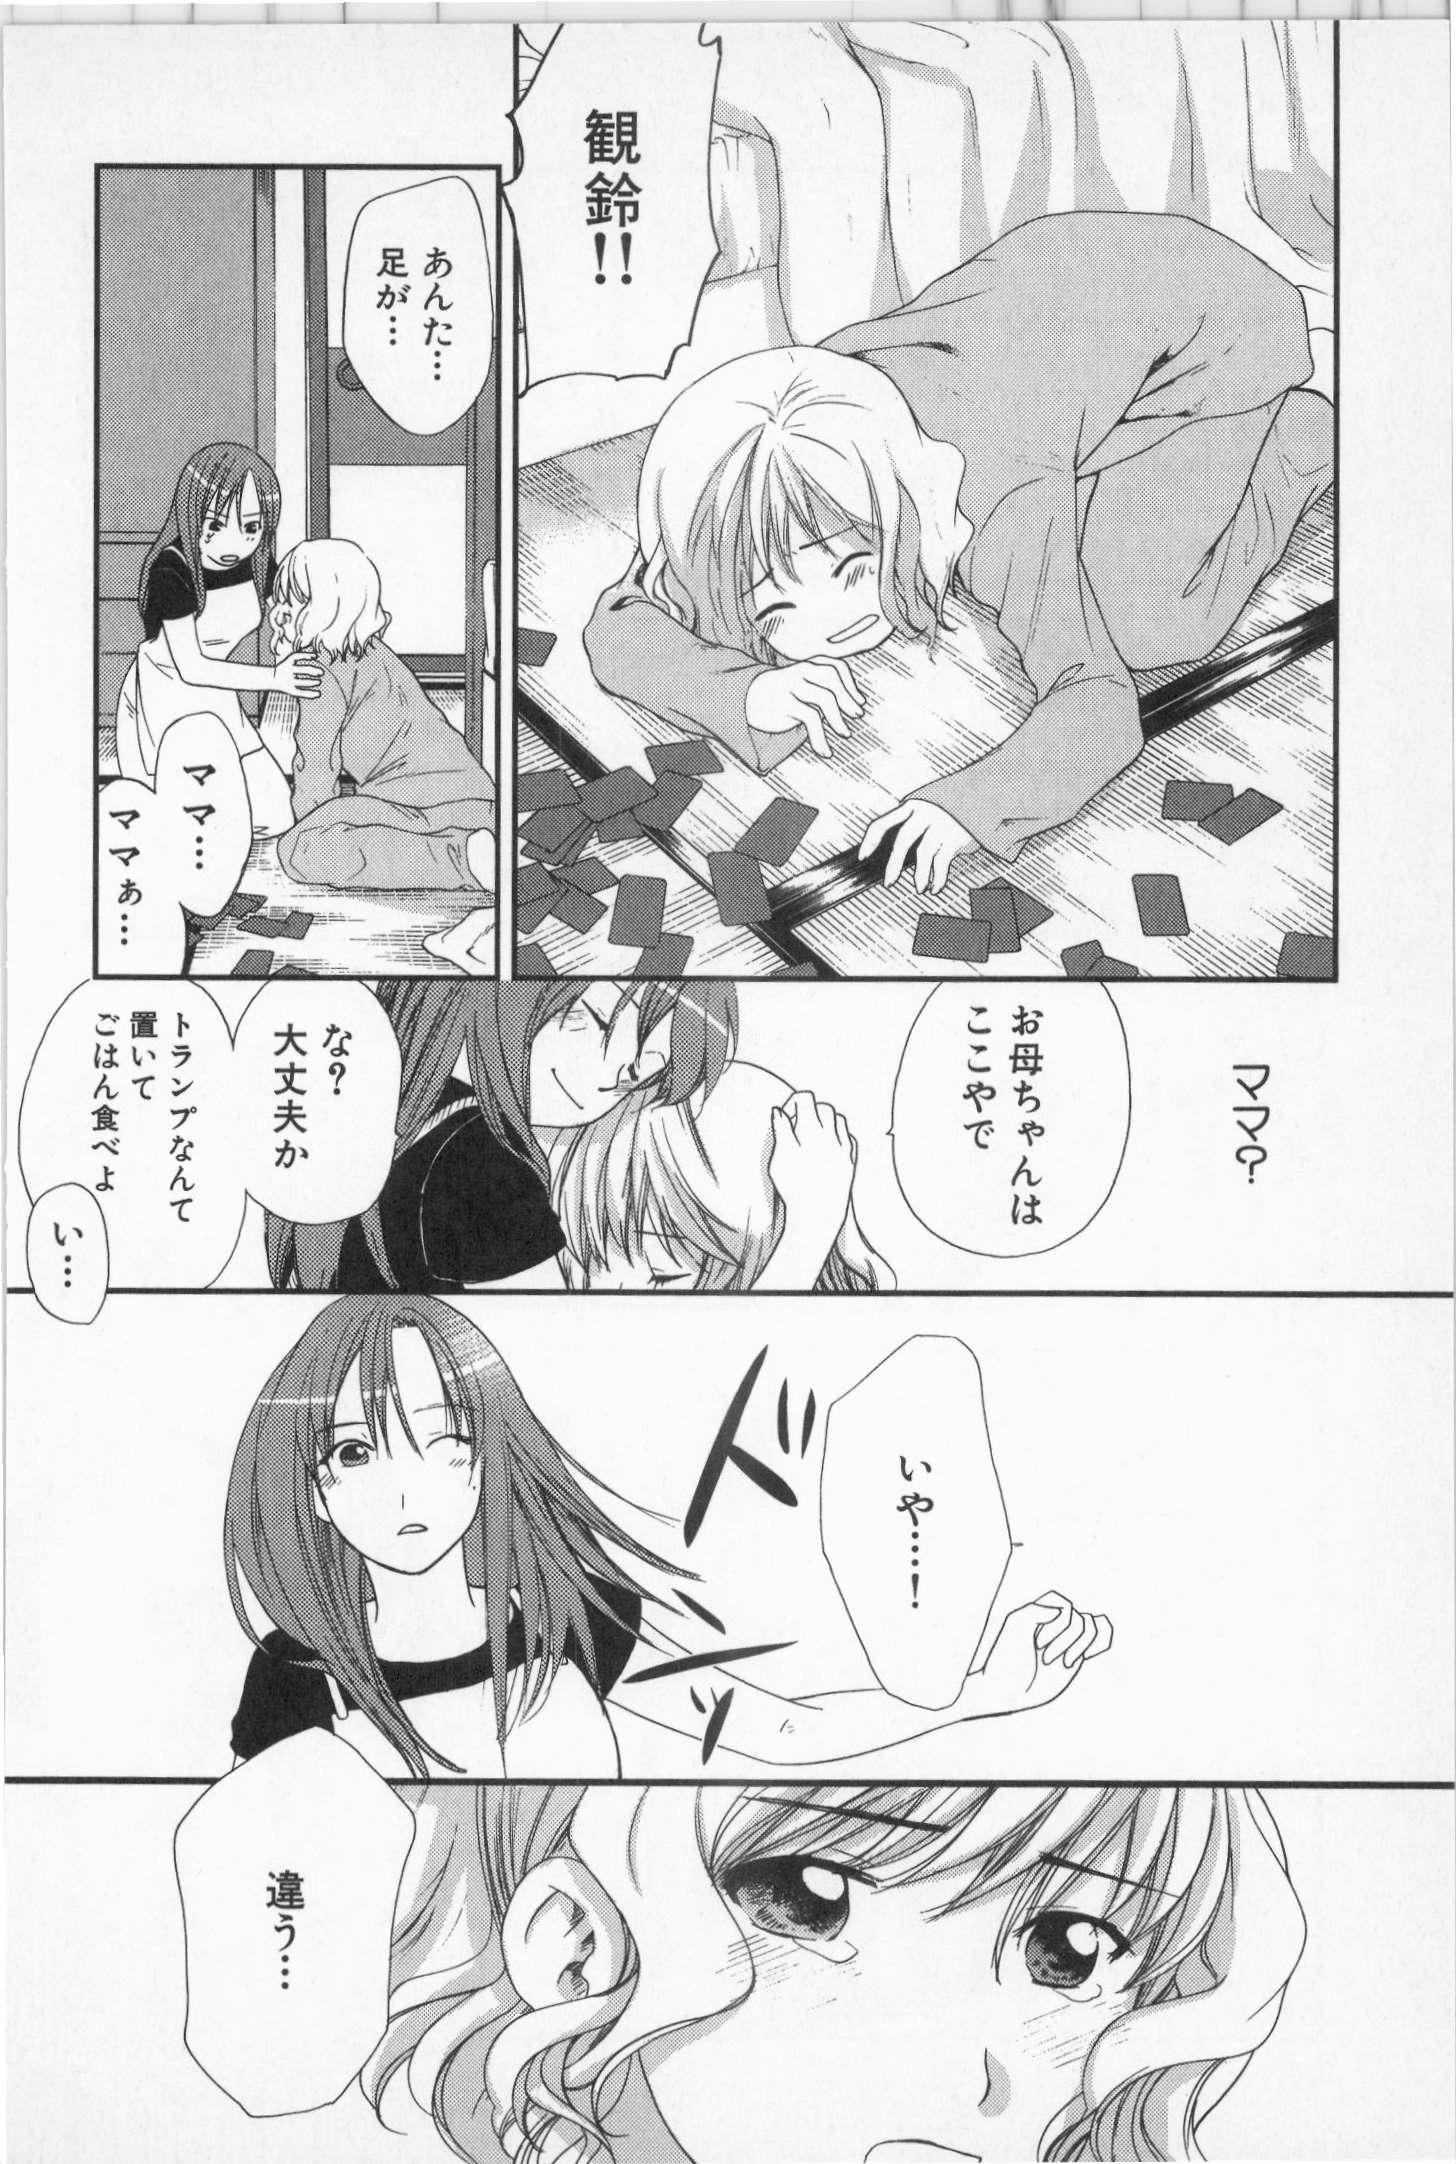 観鈴!!
あんた…
足が…
ママ…
ママぁ…
ママ?
お母ちゃんは
ここやで
な?
大丈夫か
トランプなんて
置いて
ごはん食べよ
い…
いや…!
ドンッ
違う…